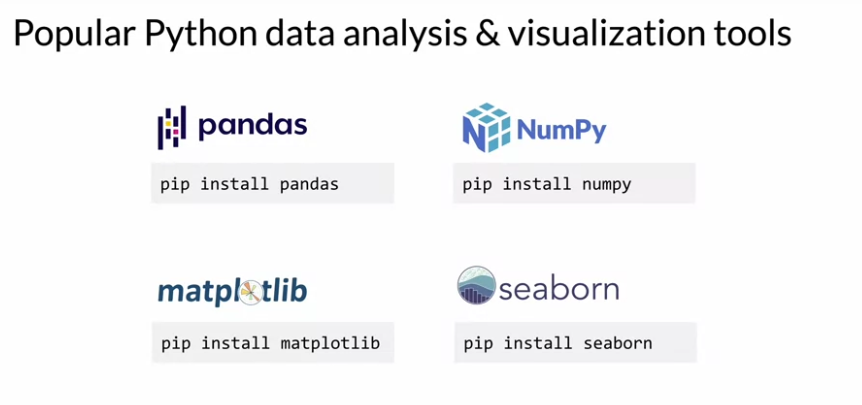 Popular Python data analysis & visualization tools
pandas
pip install pandas
NumPy
pip install numpy
matplotlib
pip install matplotlib
seaborn
pip install seaborn